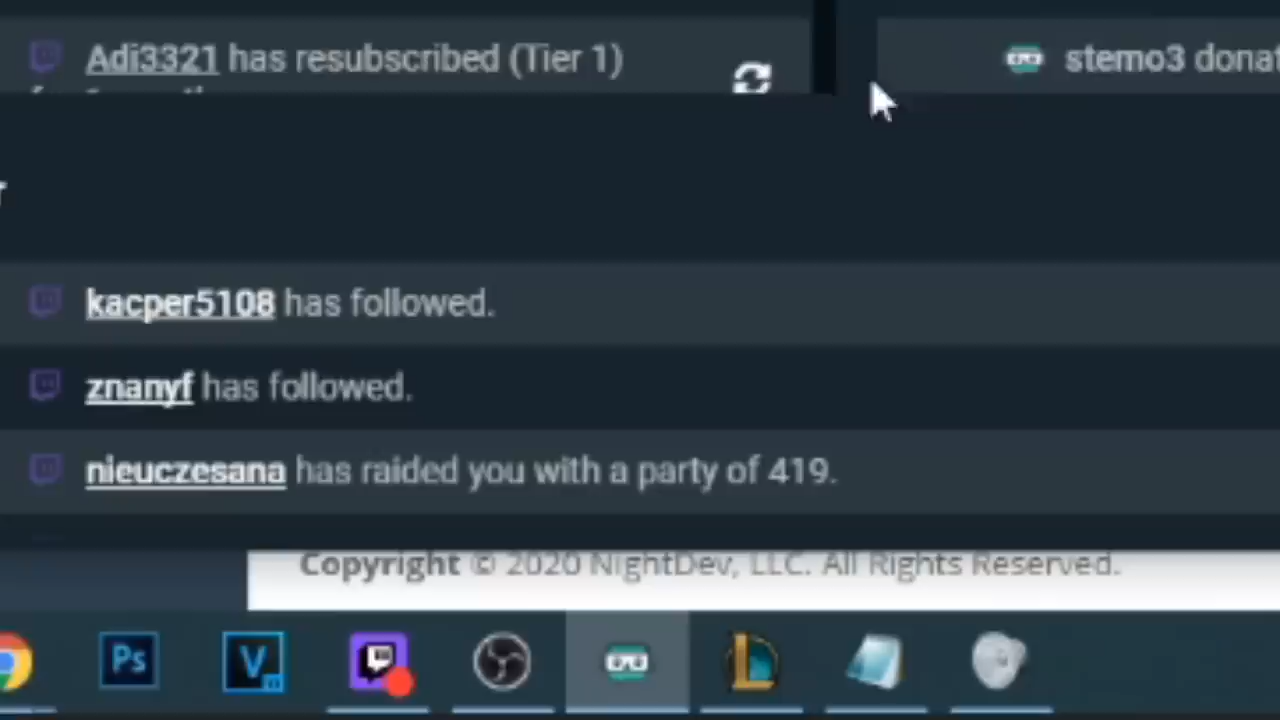 Adi3321 has resubscribed (Tier 1)
stemo3 donat
kacper5108 has followed.
znanyf has followed.
nieuczesana has raided you with a party of 419.
Copyright © 2020 NightDev, LLC. All Rights Reserved.
Ps
V